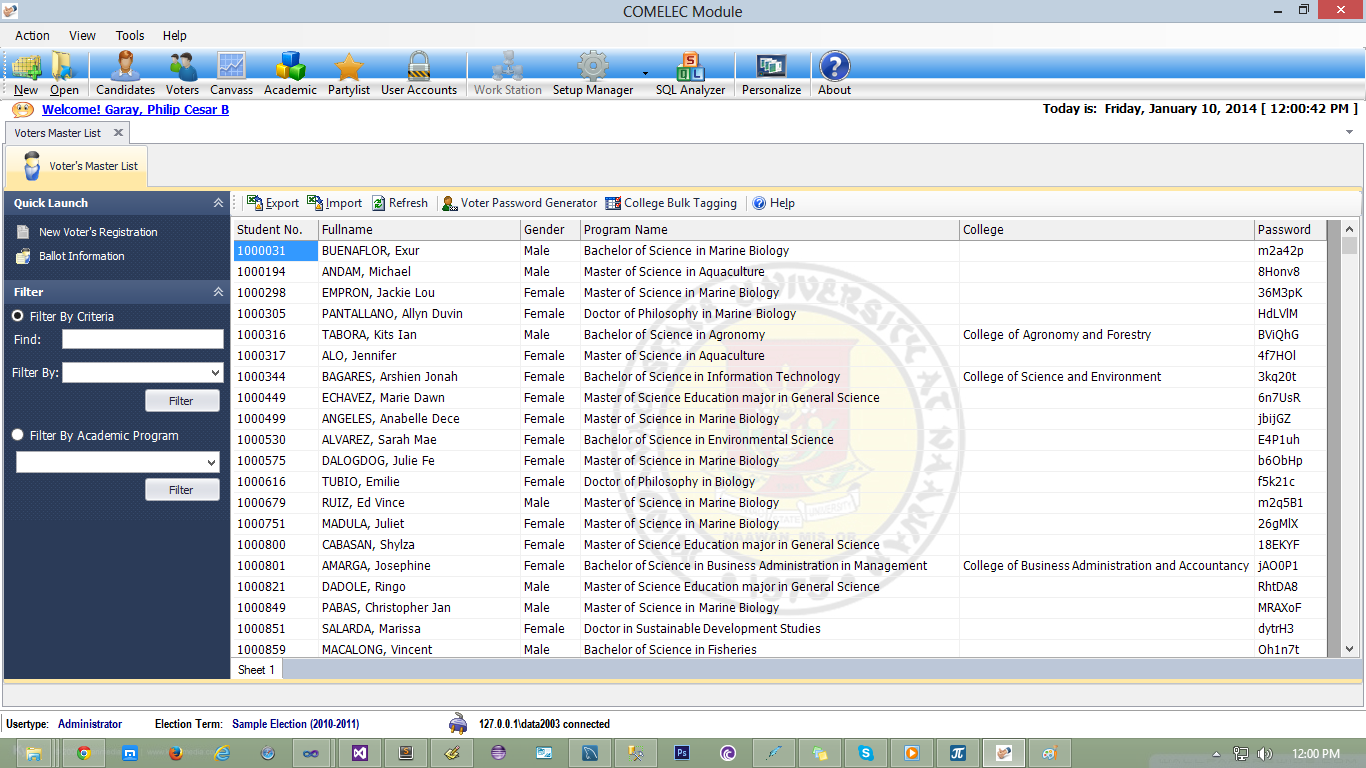 COMELEC Module
Action View Tools Help
New Open Candidates Voters Canvass Academic Partylist User Accounts Work Station Setup Manager SQL Analyzer Personalize About
Welcome! Garay, Philip Cesar B Today is: Friday, January 10, 2014 [ 12:00:42 PM ]
Voters Master List
Voter's Master List
Quick Launch
New Voter's Registration
Ballot Information
Filter
Filter By Criteria
Find:
Filter By:
Filter
Filter By Academic Program
Filter
Export Import Refresh Voter Password Generator College Bulk Tagging Help
Student No. Fullname Gender Program Name College Password
1000031 BUENAFLOR, Exur Male Bachelor of Science in Marine Biology m2a42p
1000194 ANDAM, Michael Male Master of Science in Aquaculture 8Honv8
1000298 EMPRON, Jackie Lou Female Master of Science in Marine Biology 36M3pK
1000305 PANTALLANO, Allyn Duvin Female Doctor of Philosophy in Marine Biology HdLVlM
1000316 TABORA, Kits Ian Male Bachelor of Science in Agronomy College of Agronomy and Forestry BViQhG
1000317 ALO, Jennifer Female Master of Science in Aquaculture 4f7HOl
1000344 BAGARES, Arshien Jonah Female Bachelor of Science in Information Technology College of Science and Environment 3kq20t
1000449 ECHAVEZ, Marie Dawn Female Master of Science Education major in General Science 6n7UsR
1000499 ANGELES, Anabelle Dece Female Master of Science in Marine Biology jbijGZ
1000530 ALVAREZ, Sarah Mae Female Bachelor of Science in Environmental Science E4P1uh
1000575 DALOGDOG, Julie Fe Female Master of Science in Marine Biology b6ObHp
1000616 TUBIO, Emilie Female Doctor of Philosophy in Biology f5k21c
1000679 RUIZ, Ed Vince Male Master of Science in Marine Biology m2q5B1
1000751 MADULA, Juliet Female Master of Science in Marine Biology 26gMlX
1000800 CABASAN, Shylza Female Master of Science Education major in General Science 18EKYF
1000801 AMARGA, Josephine Female Bachelor of Science in Business Administration in Management College of Business Administration and Accountancy jAO0P1
1000821 DADOLE, Ringo Male Master of Science Education major in General Science RhtDA8
1000849 PABAS, Christopher Jan Male Master of Science in Marine Biology MRAXoF
1000851 SALARDA, Marissa Female Doctor in Sustainable Development Studies dytrH3
1000859 MACALONG, Vincent Male Bachelor of Science in Fisheries Oh1n7t
Sheet 1
Usertype: Administrator Election Term: Sample Election (2010-2011) 127.0.0.1\data2003 connected
12:00 PM